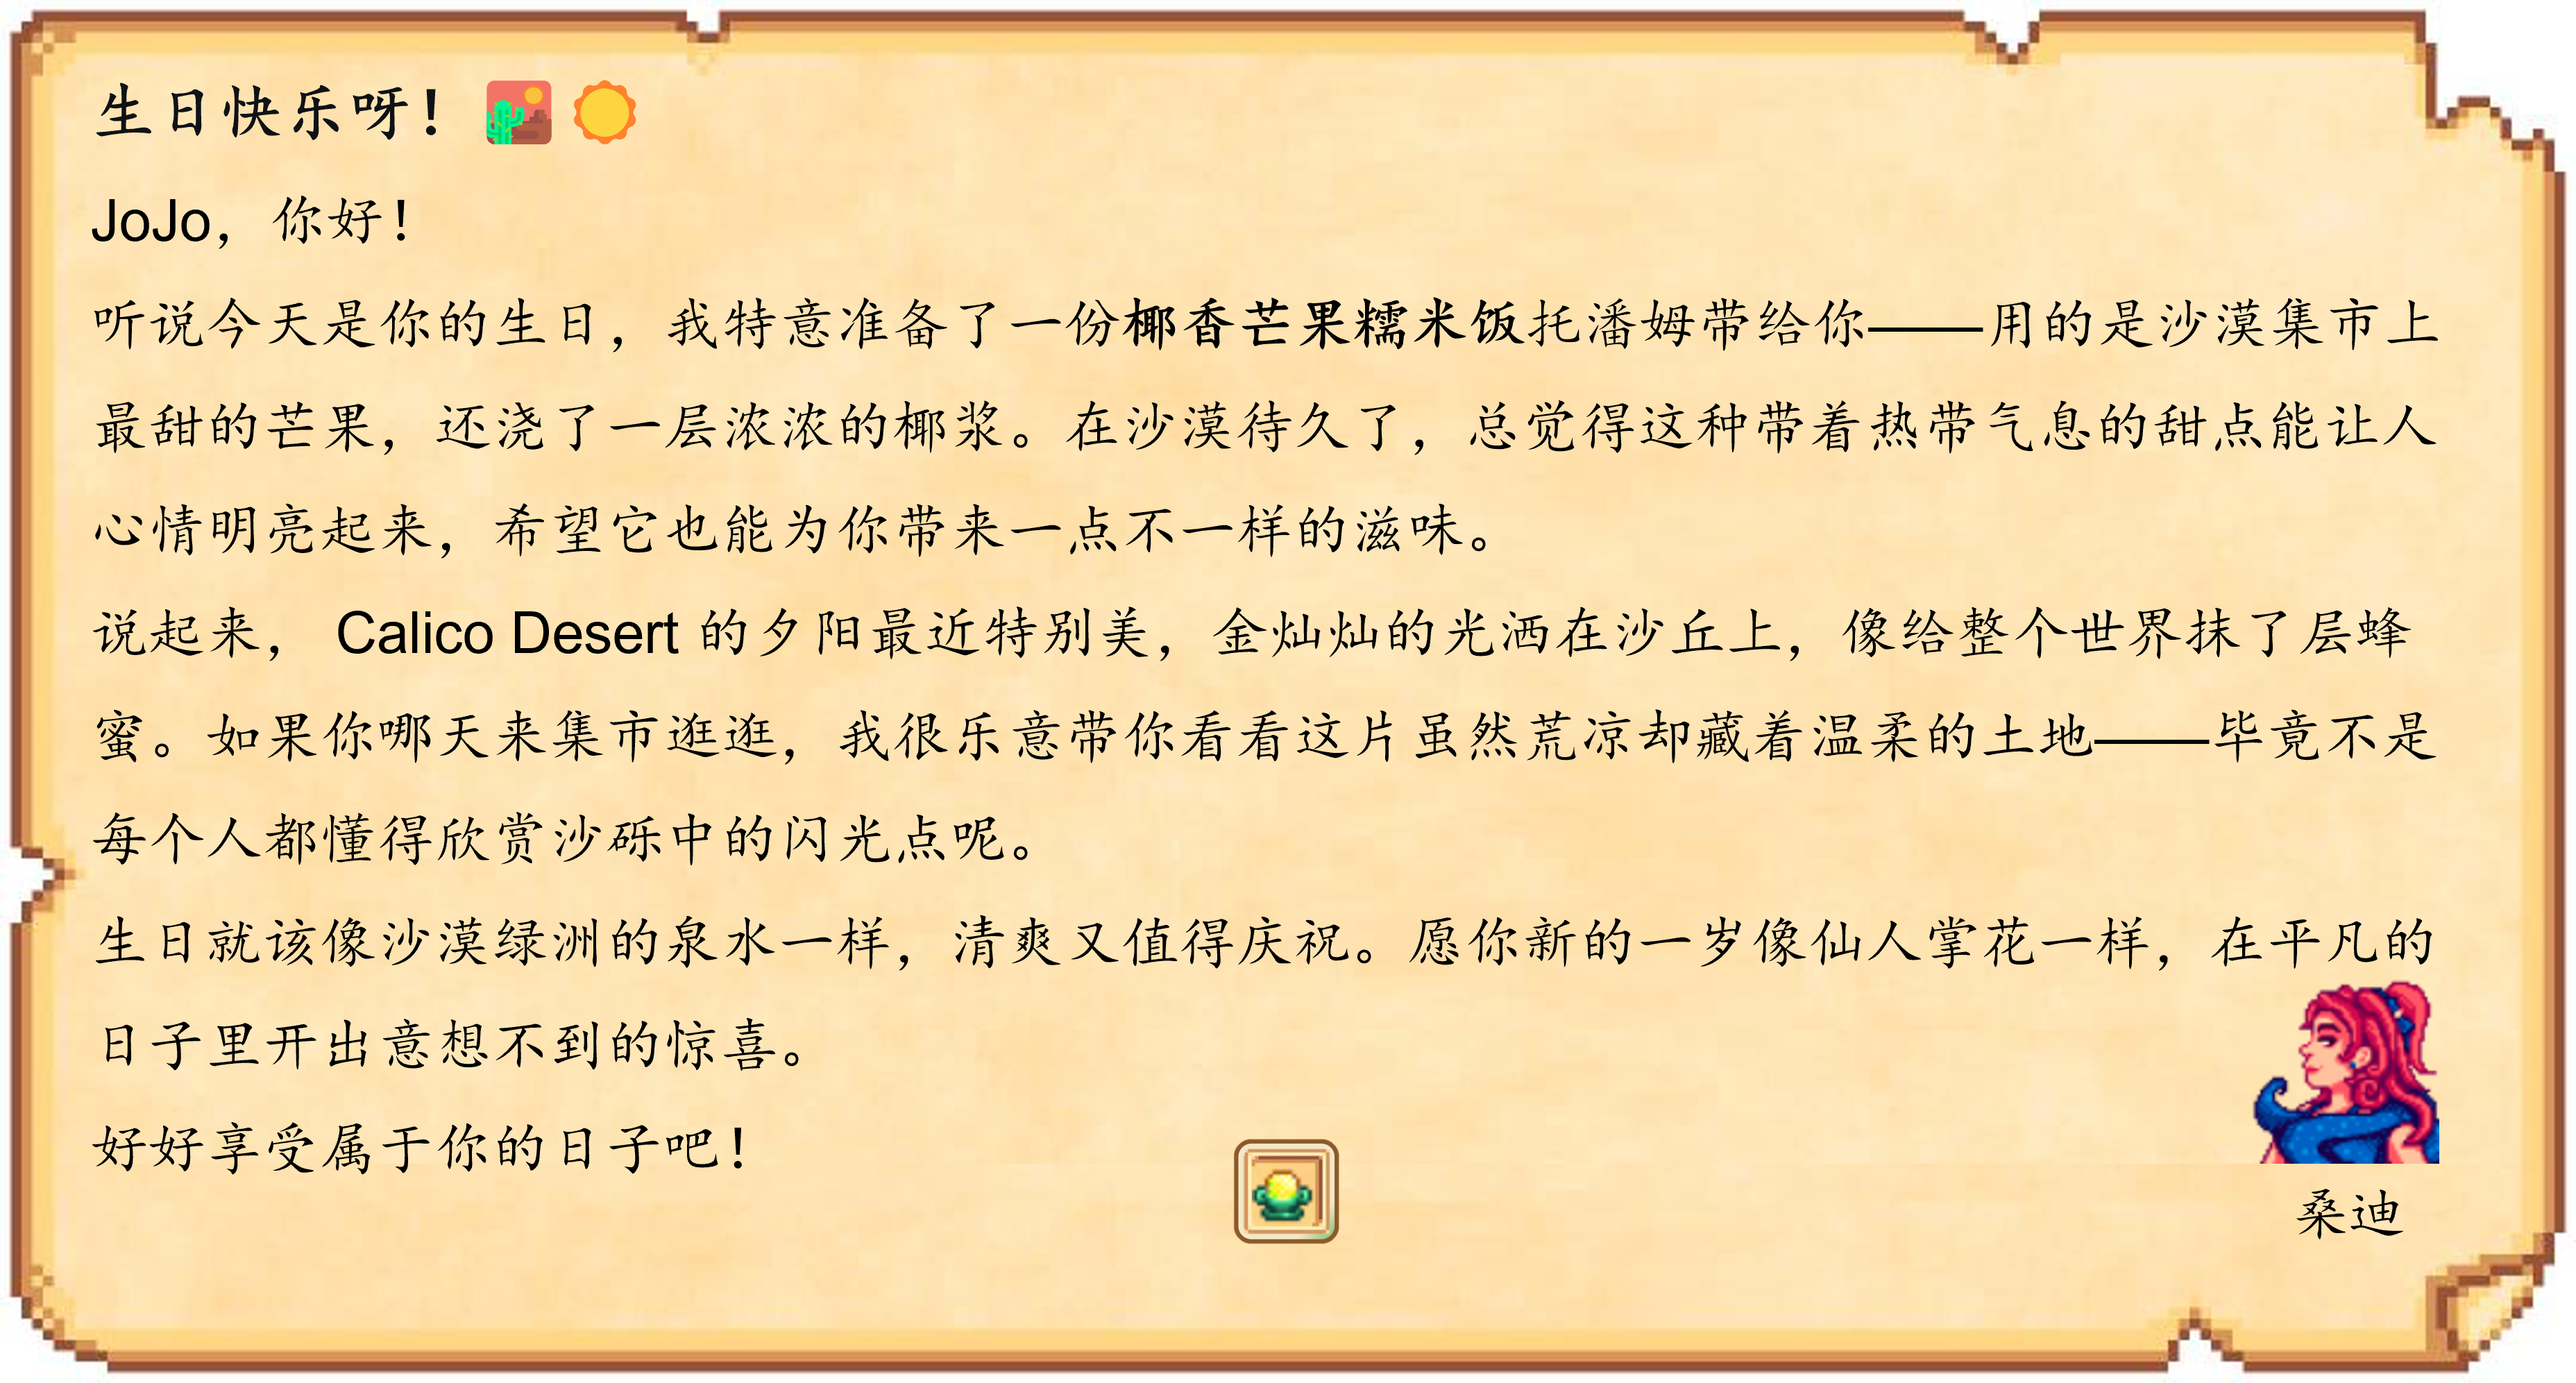 生日快乐呀！
JoJo，你好！
听说今天是你的生日，我特意准备了一份椰香芒果糯米饭托潘姆带给你——用的是沙漠集市上
最甜的芒果，还浇了一层浓浓的椰浆。在沙漠待久了，总觉得这种带着热带气息的甜点能让人
心情明亮起来，希望它也能为你带来一点不一样的滋味。
说起来， Calico Desert 的夕阳最近特别美，金灿灿的光洒在沙丘上，像给整个世界抹了层蜂
蜜。如果你哪天来集市逛逛，我很乐意带你看看这片虽然荒凉却藏着温柔的土地——毕竟不是
每个人都懂得欣赏沙砾中的闪光点呢。
生日就该像沙漠绿洲的泉水一样，清爽又值得庆祝。愿你新的一岁像仙人掌花一样，在平凡的
日子里开出意想不到的惊喜。
好好享受属于你的日子吧！
桑迪